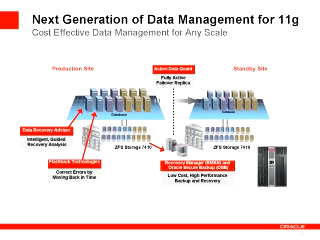 Next Generation of Data Management for 11g
Cost Effective Data Management for Any Scale
Production Site
Active Data Guard
Standby Site
Fully Active
Failover Replica
Database
Database
Data Recovery Advisor
Intelligent, Guided
Recovery Analysis
ZFS Storage 7410
ZFS Storage 7410
Flashback Technologies
Correct Errors by
Moving Back in Time
Recovery Manager (RMAN) and
Oracle Secure Backup (OSB)
Low Cost, High Performance
Backup and Recovery
ORACLE